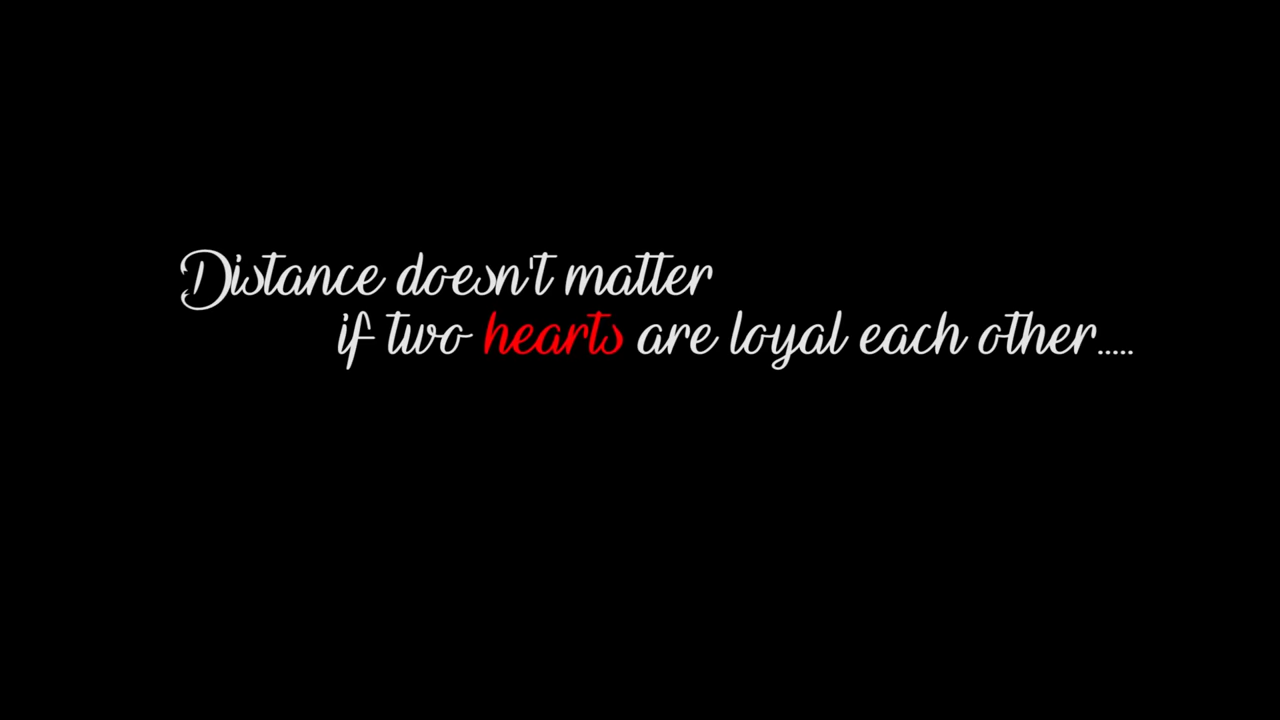 Distance doesn't matter
if two hearts are loyal each other.....